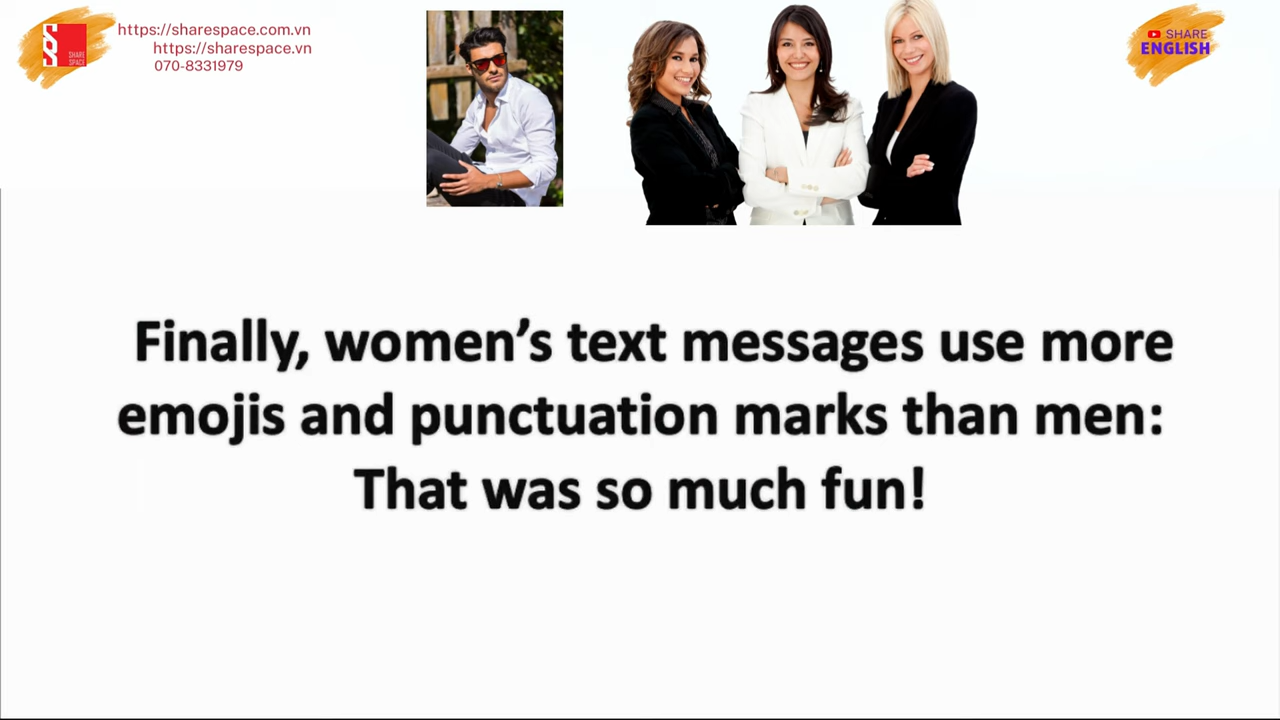 SHARE
SPACE
https://sharespace.com.vn
https://sharespace.vn
070-8331979
SHARE
ENGLISH
Finally, women’s text messages use more
emojis and punctuation marks than men:
That was so much fun!